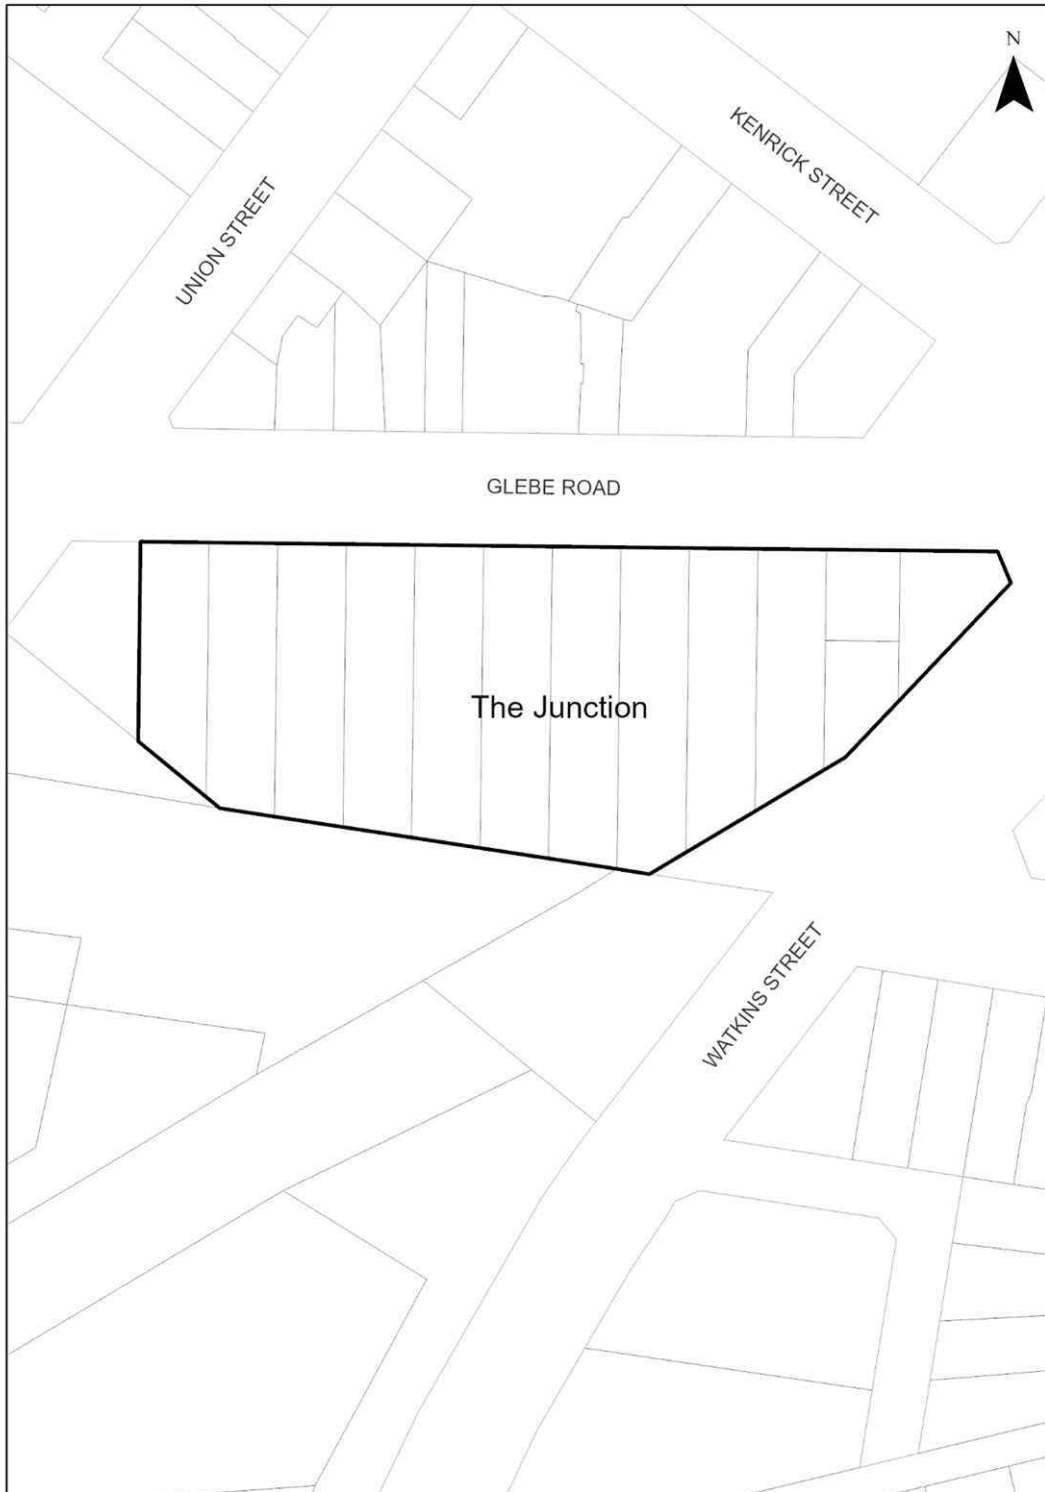 N
KENRICK STREET
UNION STREET
GLEBE ROAD
The Junction
WATKINS STREET